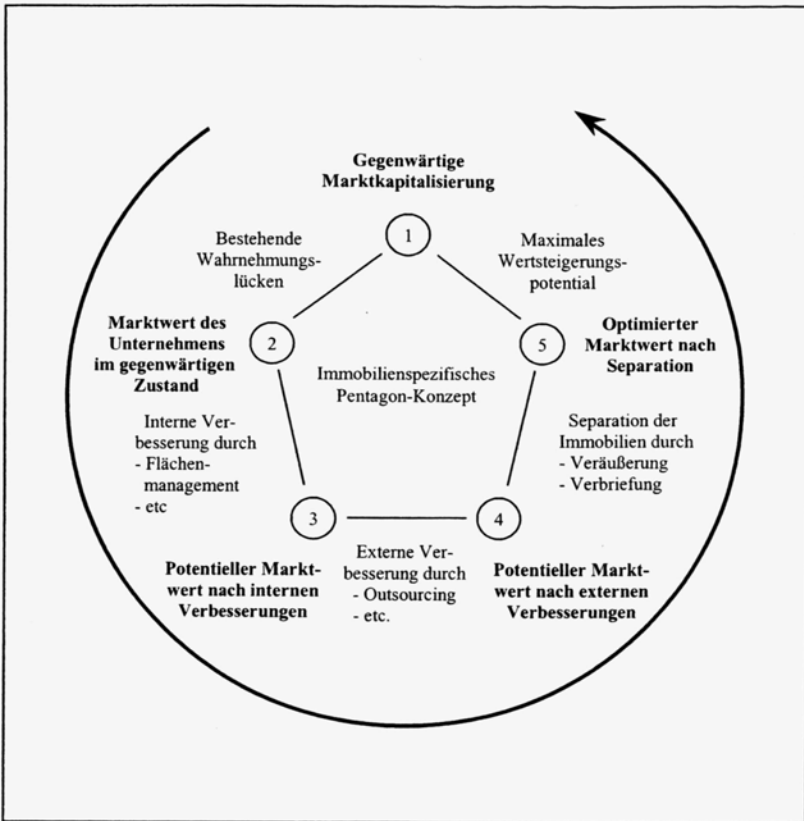 Gegenwärtige
Marktkapitalisierung
1
Bestehende
Wahrnehmungs-
lücken
Maximales
Wertsteigerungs-
potential
Marktwert des
Unternehmens
im gegenwärtigen
Zustand
2
5
Optimierter
Marktwert nach
Separation
Immobilienspezifisches
Pentagon-Konzept
Interne Ver-
besserung durch
- Flächen-
management
- etc
Separation der
Immobilien durch
- Veräußerung
- Verbriefung
3
4
Potentieller Markt-
wert nach internen
Verbesserungen
Externe Ver-
besserung durch
- Outsourcing
- etc.
Potentieller Markt-
wert nach externen
Verbesserungen